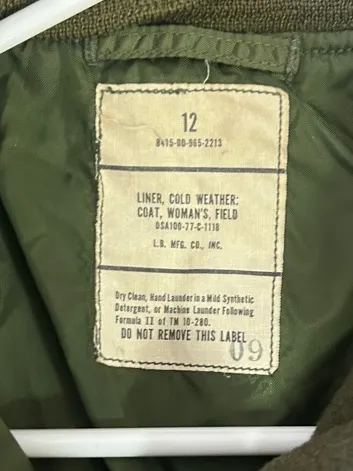 12
8415-00-965-2213
LINER, COLD WEATHER:
COAT, WOMAN'S, FIELD
DSA100-77-C-1118
L.B. MFG. CO., INC.
Dry Clean, Hand Launder in a Mild Synthetic
Detergent, or Machine Launder Following
Formula II of TM 10-280.
DO NOT REMOVE THIS LABEL
09